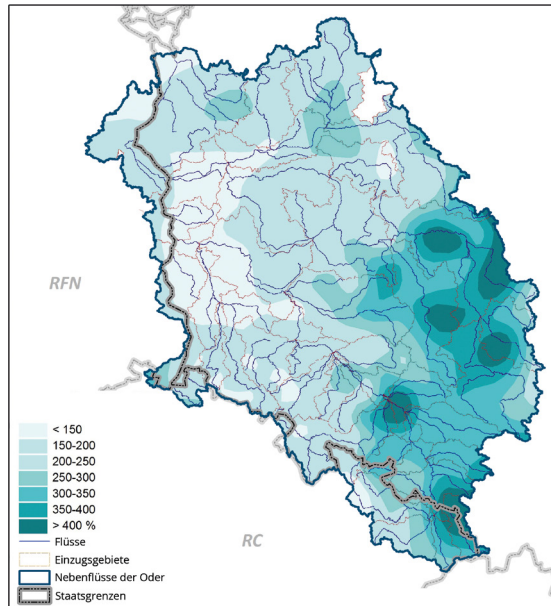 RFN
< 150
150-200
200-250
250-300
300-350
350-400
> 400 %
Flüsse
Einzugsgebiete
Nebenflüsse der Oder
Staatsgrenzen
RC